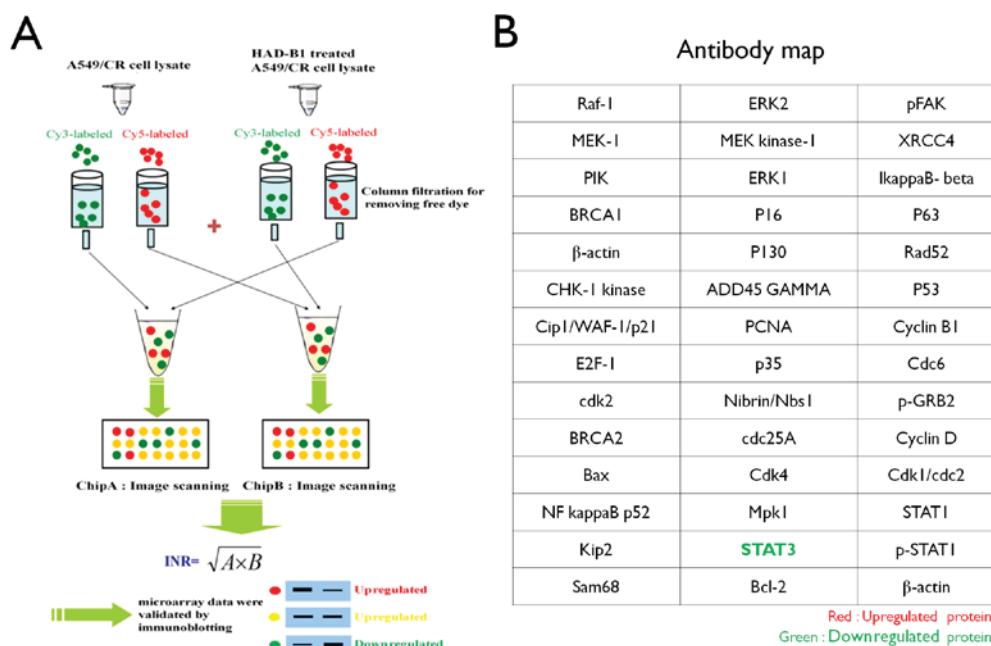 A
A549/CR cell lysate
HAD-B1 treated
A549/CR cell lysate
Cy3-labeled Cy5-labeled
Cy3-labeled Cy5-labeled
Column filtration for
removing free dye
+
ChipA : Image scanning
ChipB : Image scanning
INR= √A×B
microarray data were
validated by
immunoblotting
Upregulated
Upregulated
Downregulated
B
Antibody map
Raf-1 ERK2 pFAK
MEK-1 MEK kinase-1 XRCC4
PIK ERK1 IkappaB- beta
BRCA1 P16 P63
β-actin P130 Rad52
CHK-1 kinase ADD45 GAMMA P53
Cip1/WAF-1/p21 PCNA Cyclin B1
E2F-1 p35 Cdc6
cdk2 Nibrin/Nbs1 p-GRB2
BRCA2 cdc25A Cyclin D
Bax Cdk4 Cdk1/cdc2
NF kappaB p52 Mpk1 STAT1
Kip2 STAT3 p-STAT1
Sam68 Bcl-2 β-actin
Red : Upregulated protein
Green : Downregulated protein